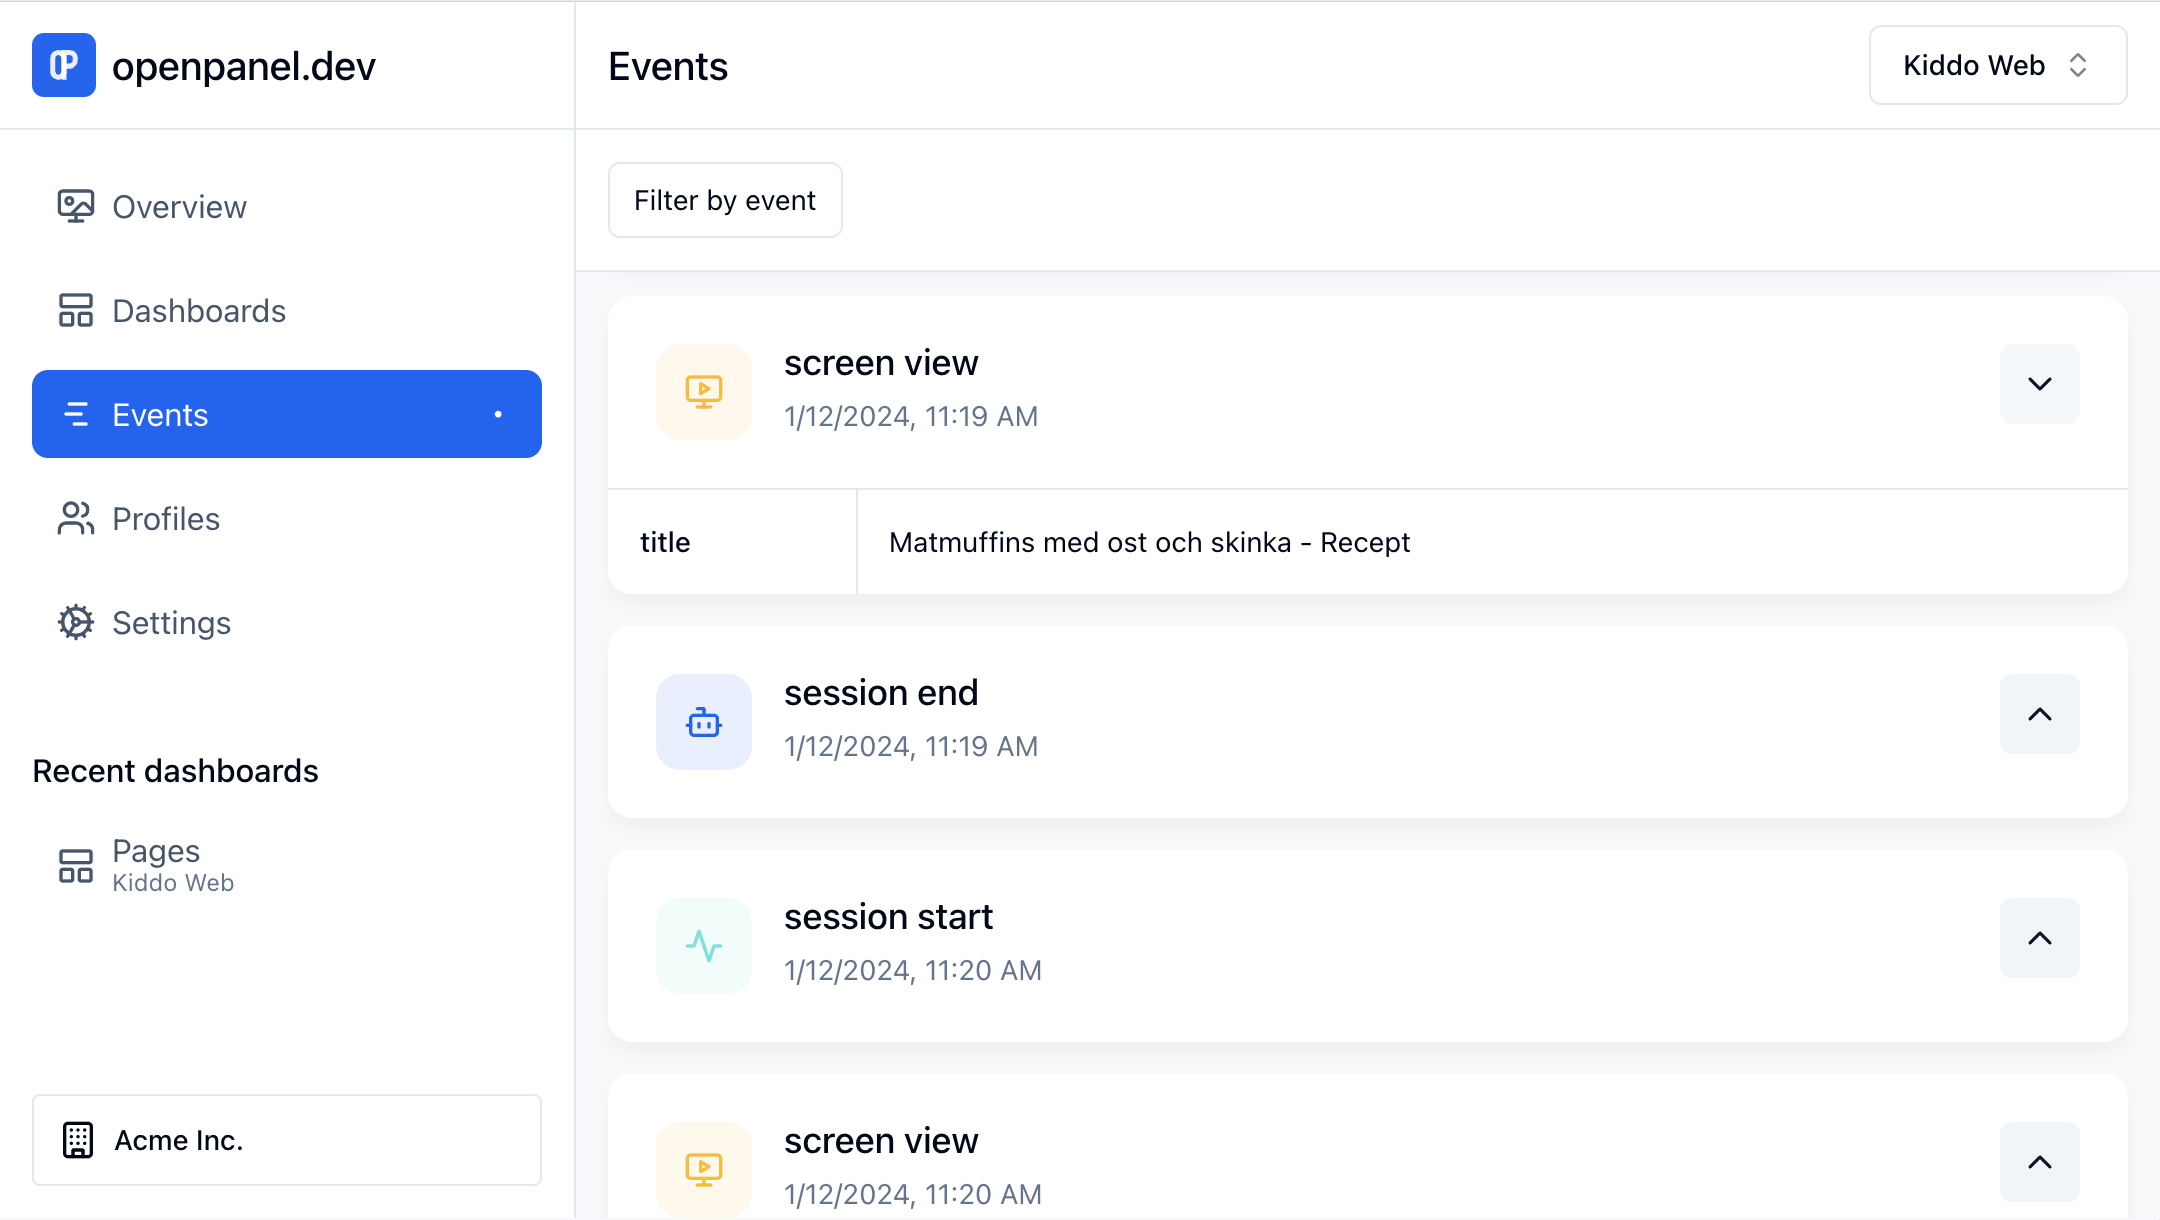 openpanel.dev
Overview
Dashboards
Events
Profiles
Settings
Recent dashboards
Pages
Kiddo Web
Acme Inc.
Events
Kiddo Web
Filter by event
screen view
1/12/2024, 11:19 AM
title
Matmuffins med ost och skinka - Recept
session end
1/12/2024, 11:19 AM
session start
1/12/2024, 11:20 AM
screen view
1/12/2024, 11:20 AM